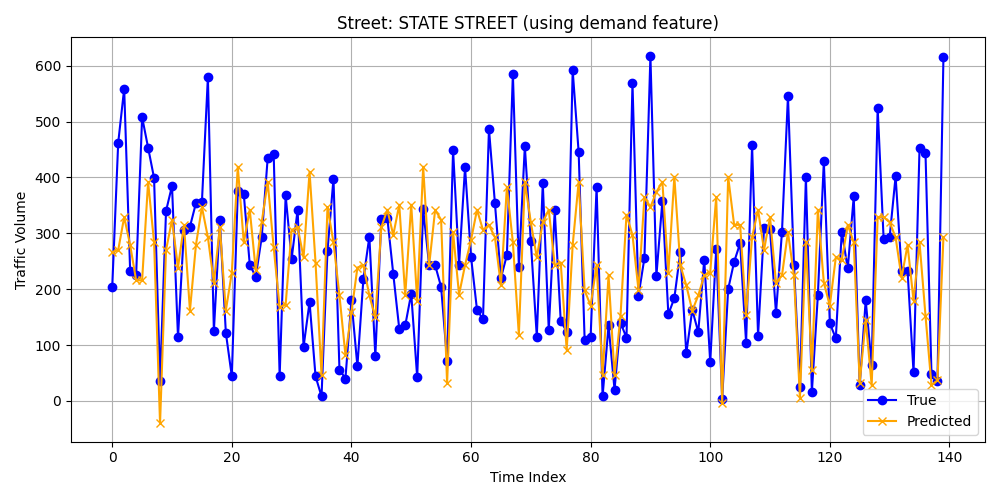 Street: STATE STREET (using demand feature)
Traffic Volume
600
500
400
300
200
100
0
0 20 40 60 80 100 120 140
Time Index
True
Predicted